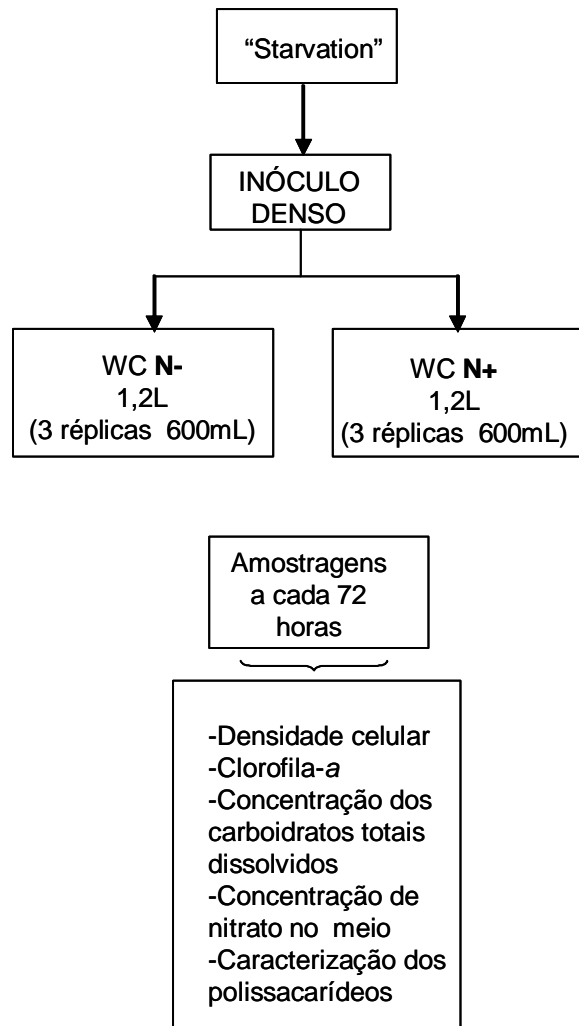 “Starvation”
INÓCULO
DENSO
WC N-
1,2L
(3 réplicas 600mL)
WC N+
1,2L
(3 réplicas 600mL)
Amostragens
a cada 72
horas
-Densidade celular
-Clorofila-a
-Concentração dos
carboidratos totais
dissolvidos
-Concentração de
nitrato no meio
-Caracterização dos
polissacarídeos